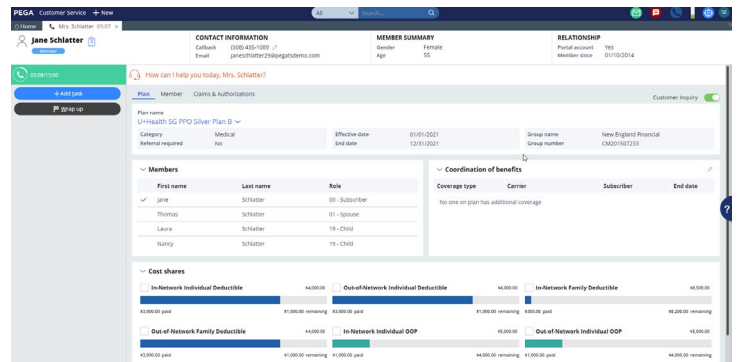 PEGA Customer Service + New All Search...
Home Mrs. Schlatter 03:07 ×
Jane Schlatter
CONTACT INFORMATION
Callback (508) 435-1089
Email janeschlatter29@pegatsdemo.com
MEMBER SUMMARY
Gender Female
Age 55
RELATIONSHIP
Portal account Yes
Member since 01/10/2014
03:08/15:00
How can I help you today, Mrs. Schlatter?
+ Add task
Wrap up
Plan Member Claims & Authorizations
Customer Inquiry
Plan name
U+Health SG PPO Silver Plan B
Category Medical Effective date 01/01/2021 Group name New England Financial
Referral required No End date 12/31/2021 Group number CM201507233
Members
First name Last name Role
Jane Schlatter 00 - Subscriber
Thomas Schlatter 01 - Spouse
Laura Schlatter 19 - Child
Nancy Schlatter 19 - Child
Coordination of benefits
Coverage type Carrier Subscriber End date
No one on plan has additional coverage
?
Cost shares
In-Network Individual Deductible $4,000.00 Out-of-Network Individual Deductible $4,000.00 In-Network Family Deductible $8,500.00
$3,000.00 paid $1,000.00 remaining $3,000.00 paid $1,000.00 remaining $300.00 paid $8,200.00 remaining
Out-of-Network Family Deductible $4,000.00 In-Network Individual OOP $5,000.00 Out-of-Network Individual OOP $5,000.00
$3,000.00 paid $1,000.00 remaining $1,000.00 paid $4,000.00 remaining $1,000.00 paid $4,000.00 remaining